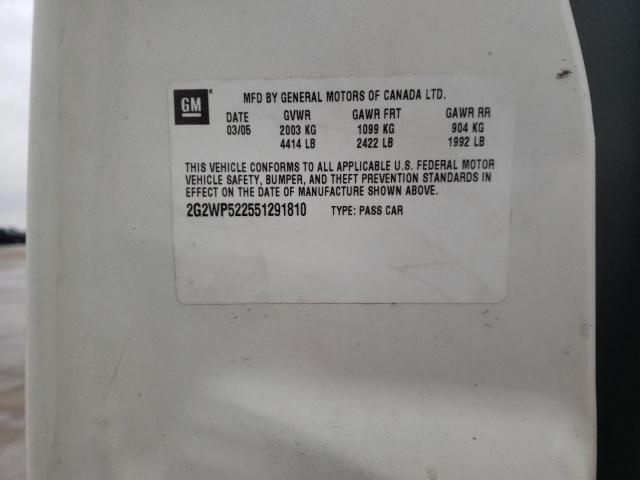 GM MFD BY GENERAL MOTORS OF CANADA LTD.
DATE GVWR GAWR FRT GAWR RR
03/05 2003 KG 1099 KG 904 KG
4414 LB 2422 LB 1992 LB
THIS VEHICLE CONFORMS TO ALL APPLICABLE U.S. FEDERAL MOTOR
VEHICLE SAFETY, BUMPER, AND THEFT PREVENTION STANDARDS IN
EFFECT ON THE DATE OF MANUFACTURE SHOWN ABOVE.
2G2WP522551291810 TYPE: PASS CAR